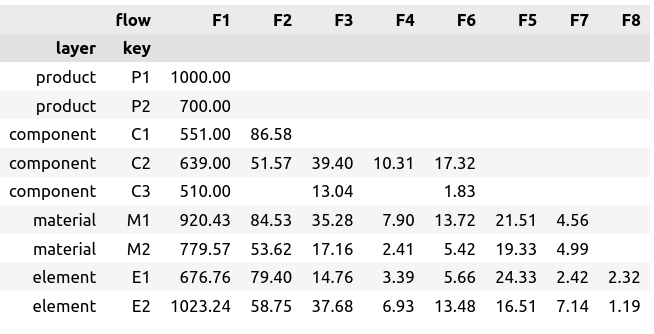 flow F1 F2 F3 F4 F6 F5 F7 F8
layer key
product P1 1000.00
product P2 700.00
component C1 551.00 86.58
component C2 639.00 51.57 39.40 10.31 17.32
component C3 510.00 13.04 1.83
material M1 920.43 84.53 35.28 7.90 13.72 21.51 4.56
material M2 779.57 53.62 17.16 2.41 5.42 19.33 4.99
element E1 676.76 79.40 14.76 3.39 5.66 24.33 2.42 2.32
element E2 1023.24 58.75 37.68 6.93 13.48 16.51 7.14 1.19